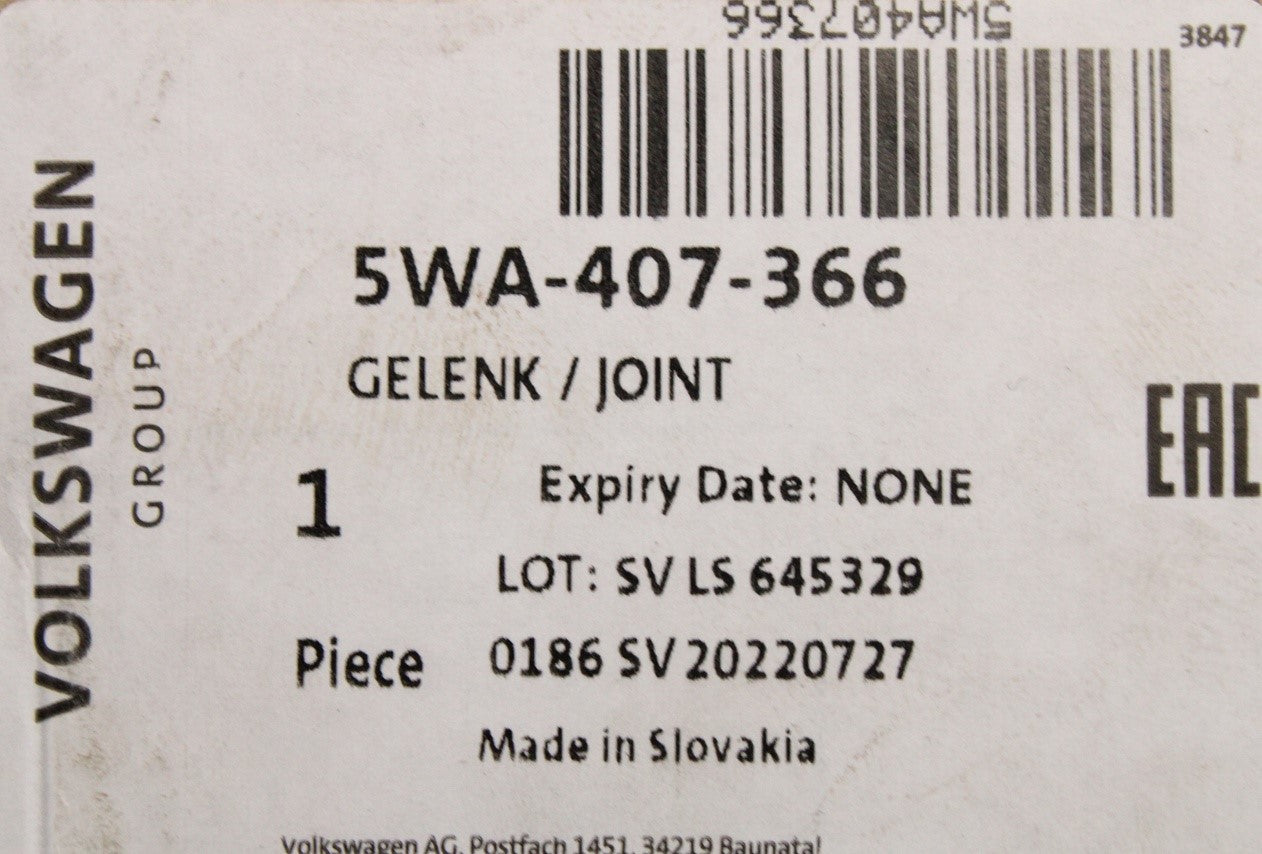 5WA407366
3847
5WA-407-366
GELENK / JOINT
EAC
1
Expiry Date: NONE
LOT: SV LS 645329
Piece
0186 SV 20220727
Made in Slovakia
Volkswagen AG, Postfach 1451, 34219 Baunatal
VOLKSWAGEN
GROUP